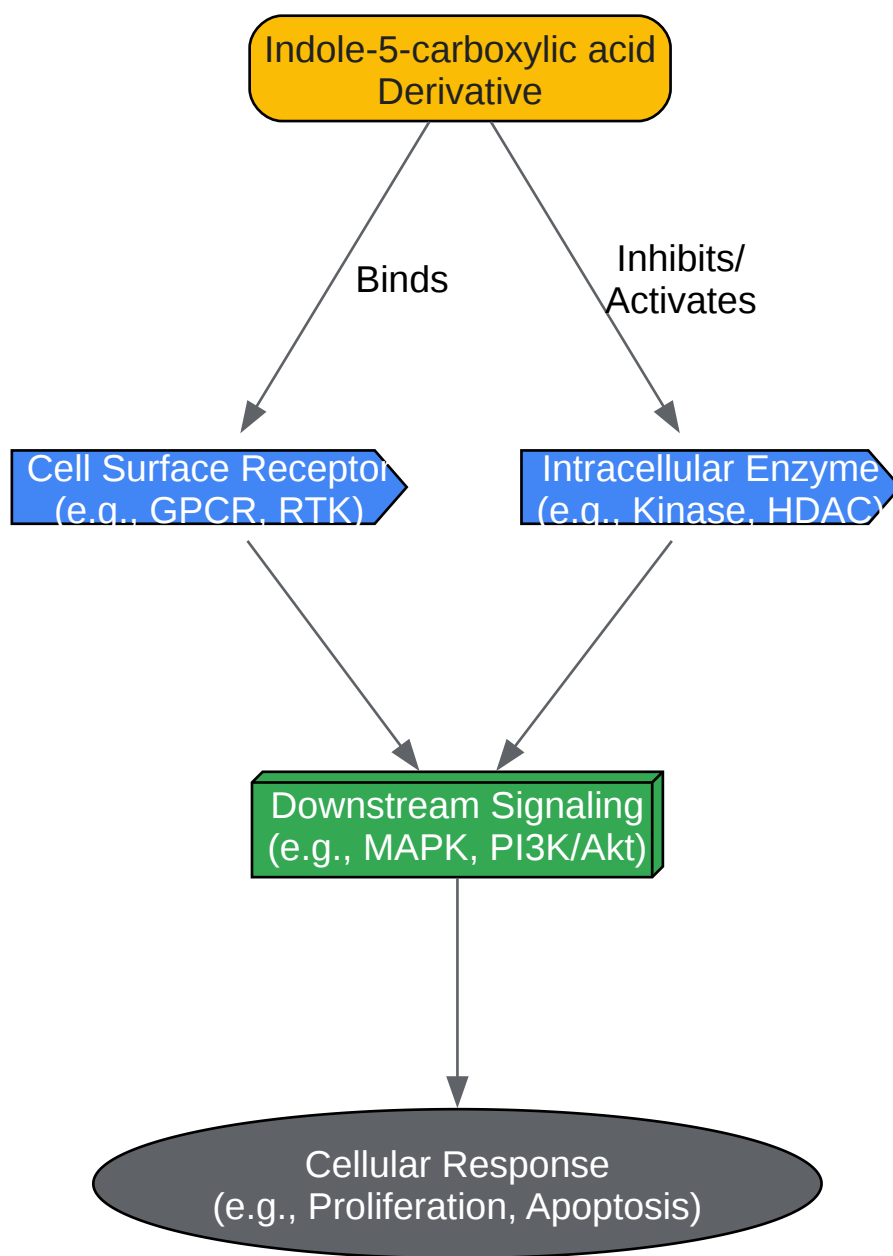 Indole-5-carboxylic acid
Derivative
Binds
Inhibits/
Activates
Cell Surface Receptor
(e.g., GPCR, RTK)
Intracellular Enzyme
(e.g., Kinase, HDAC)
Downstream Signaling
(e.g., MAPK, PI3K/Akt)
Cellular Response
(e.g., Proliferation, Apoptosis)